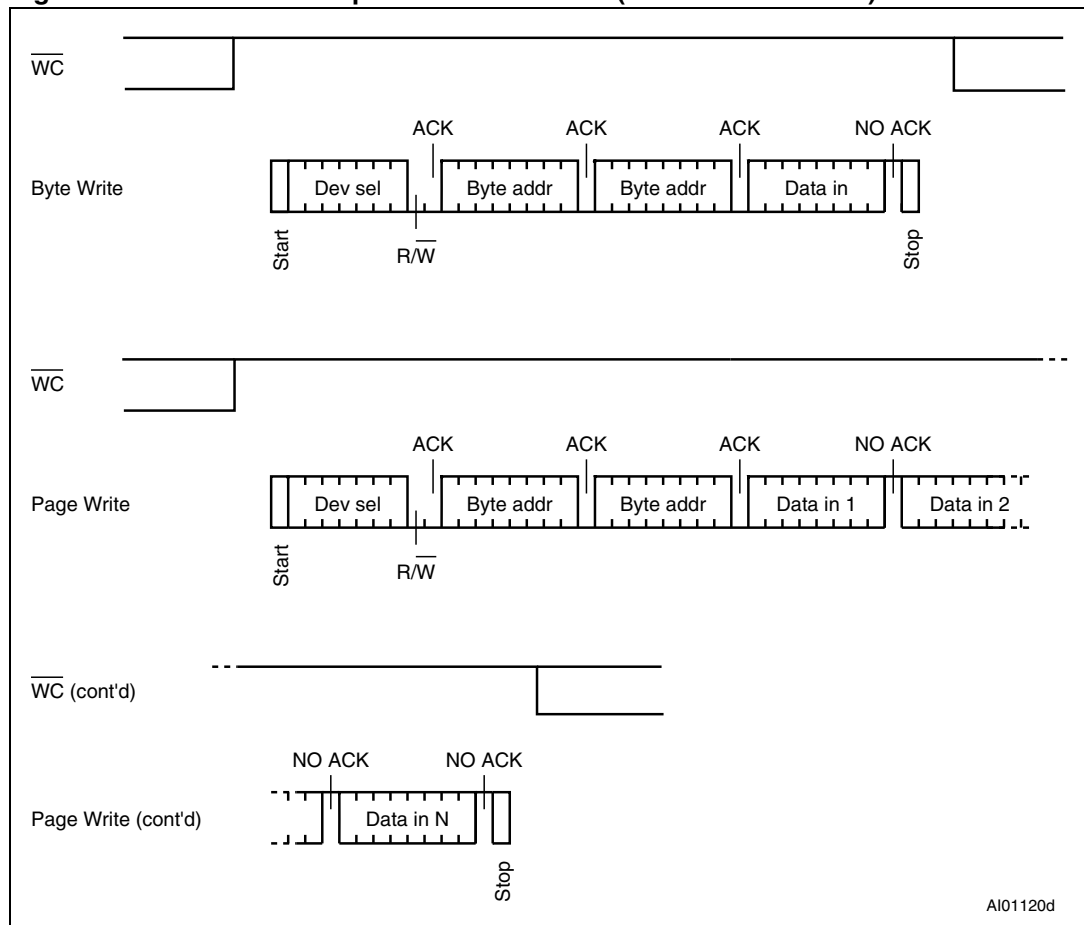 WC
ACK ACK ACK NO ACK
Byte Write Dev sel Byte addr Byte addr Data in
Start R/W Stop
WC
ACK ACK ACK NO ACK
Page Write Dev sel Byte addr Byte addr Data in 1 Data in 2
Start R/W
WC (cont'd)
NO ACK NO ACK
Page Write (cont'd) Data in N
Stop
AI01120d